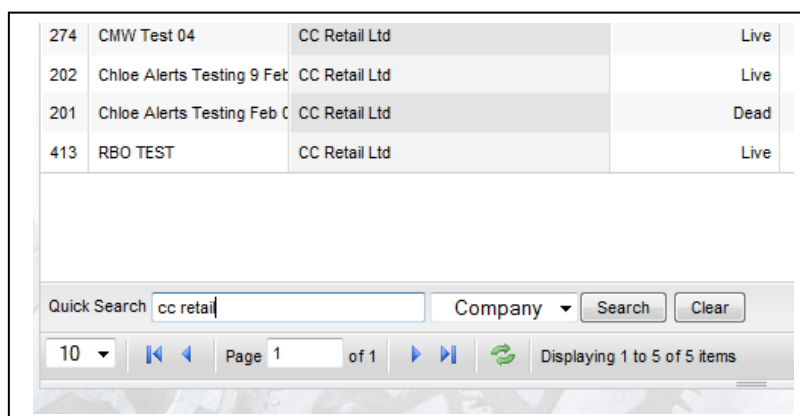 274 CMW Test 04 CC Retail Ltd Live
202 Chloe Alerts Testing 9 Feb CC Retail Ltd Live
201 Chloe Alerts Testing Feb 0 CC Retail Ltd Dead
413 RBO TEST CC Retail Ltd Live
Quick Search cc retail Company Search Clear
10 Page 1 of 1 Displaying 1 to 5 of 5 items